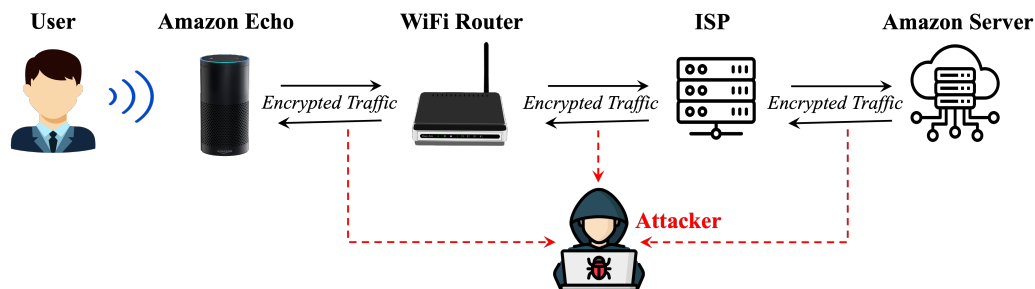 User
Amazon Echo
WiFi Router
ISP
Amazon Server
Encrypted Traffic
Encrypted Traffic
Encrypted Traffic
Attacker